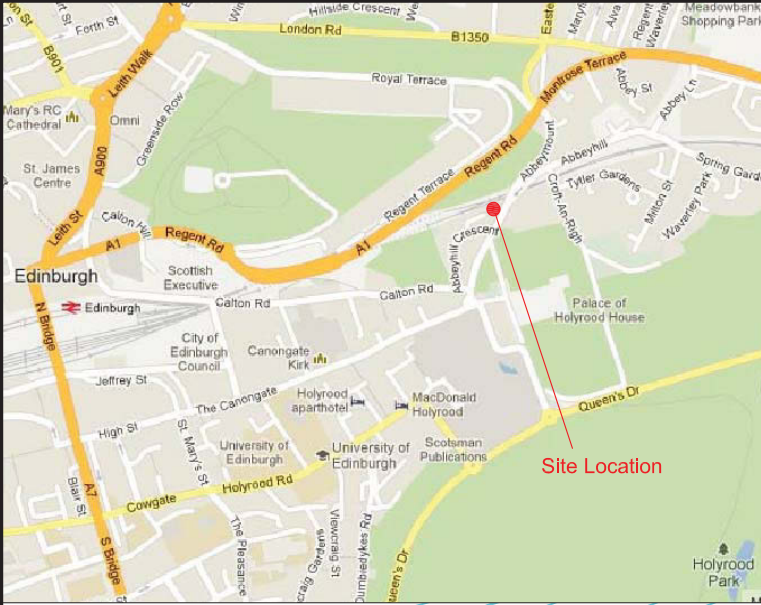 Hillside Crescent
Meadowbank
Shopping Park
London Rd
B1350
Forth St
B901
Leith Walk
Royal Terrace
Montrose Terrace
Abbey St
Abbey Ln
Mary's RC
Cathedral
Omni
Greenside Row
St. James
Centre
A900
Regent Rd
Abbeymount
Abbeyhill
Spring Gard
Tytler Gardens
Croft-An-Righ
Milton St
Waverley Park
Regent Terrace
Leith St
Calton Hill
A1
Regent Rd
A1
Abbeyhill
Crescent
Edinburgh
Scottish
Executive
Edinburgh
Calton Rd
Calton Rd
Palace of
Holyrood House
N Bridge
City of
Edinburgh
Council
Canongate
Kirk
Jeffrey St
The Canongate
Holyrood
aparthotel
MacDonald
Holyrood
Queen's Dr
High St
St. Mary's St
University of
Edinburgh
University of
Edinburgh
Scotsman
Publications
Site Location
A7
Blair St
Cowgate
Holyrood Rd
S Bridge
The Pleasance
Viewcraig St
craig Gardens
Dumbiedykes Rd
Queen's Dr
Holyrood
Park